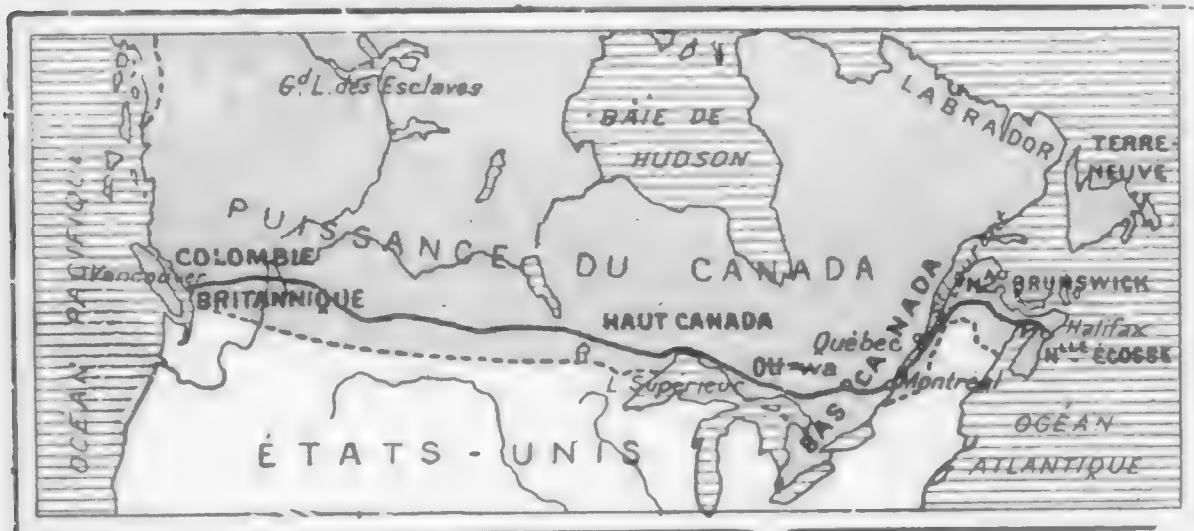 Gd. L. des Esclaves
BAIE DE
HUDSON
LABRADOR
TERRE-
NEUVE
PUISSANCE DU CANADA
OCÉAN PACIFIQUE
Vancouver
COLOMBIE
BRITANNIQUE
HAUT CANADA
BAS CANADA
Nau BRUNSWICK
Halifax
Nlle ÉCOSSE
Québec
Montréal
L. Supérieur
ÉTATS-UNIS
OCÉAN
ATLANTIQUE